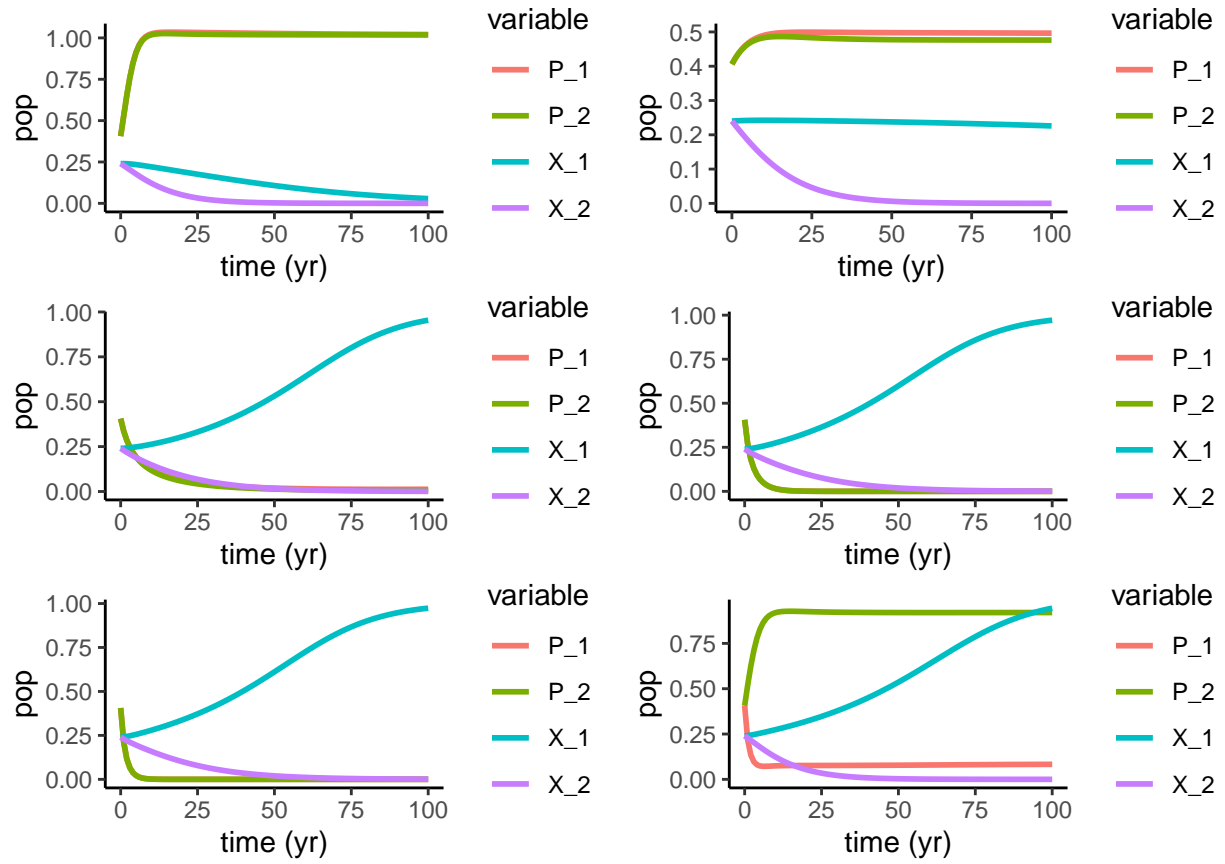 variable
P_1
P_2
X_1
X_2
pop
1.00
0.75
0.50
0.25
0.00
0 25 50 75 100
time (yr)
variable
P_1
P_2
X_1
X_2
pop
0.5
0.4
0.3
0.2
0.1
0.0
0 25 50 75 100
time (yr)
variable
P_1
P_2
X_1
X_2
pop
1.00
0.75
0.50
0.25
0.00
0 25 50 75 100
time (yr)
variable
P_1
P_2
X_1
X_2
pop
1.00
0.75
0.50
0.25
0.00
0 25 50 75 100
time (yr)
variable
P_1
P_2
X_1
X_2
pop
1.00
0.75
0.50
0.25
0.00
0 25 50 75 100
time (yr)
variable
P_1
P_2
X_1
X_2
pop
0.75
0.50
0.25
0.00
0 25 50 75 100
time (yr)